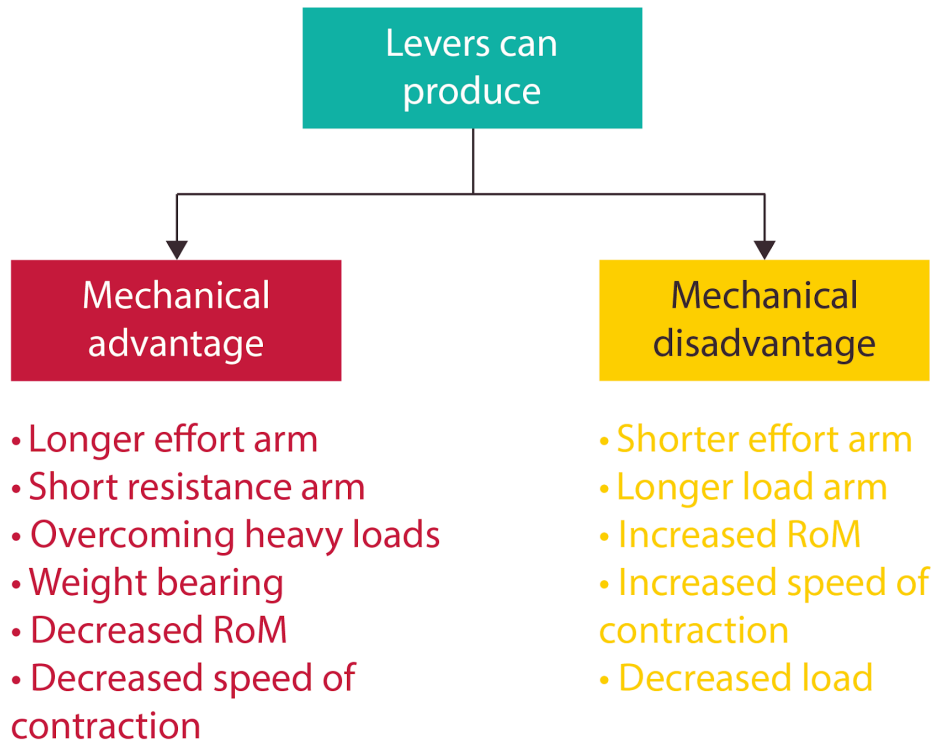 Levers can
produce
Mechanical
advantage
• Longer effort arm
• Short resistance arm
• Overcoming heavy loads
• Weight bearing
• Decreased RoM
• Decreased speed of
contraction
Mechanical
disadvantage
• Shorter effort arm
• Longer load arm
• Increased RoM
• Increased speed of
contraction
• Decreased load